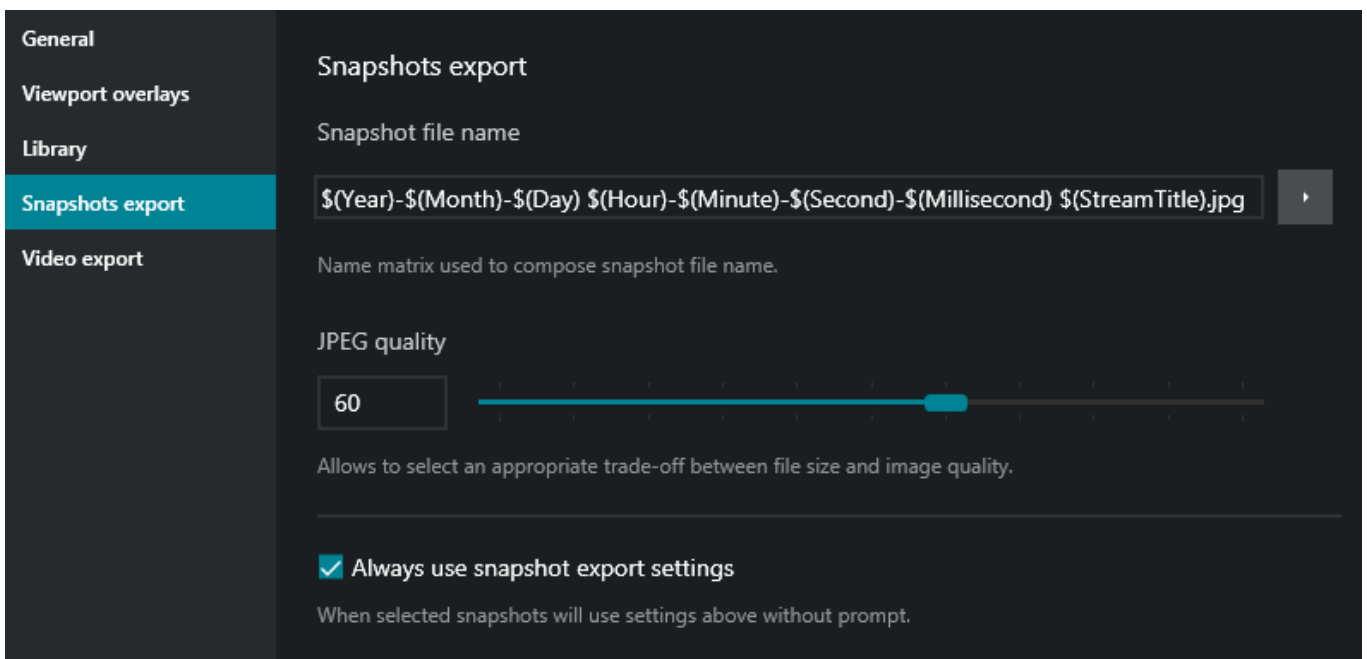 General
Viewport overlays
Library
Snapshots export
Video export
Snapshots export
Snapshot file name
$(Year)-$(Month)-$(Day) $(Hour)-$(Minute)-$(Second)-$(Millisecond) $(StreamTitle).jpg
Name matrix used to compose snapshot file name.
JPEG quality
60
Allows to select an appropriate trade-off between file size and image quality.
Always use snapshot export settings
When selected snapshots will use settings above without prompt.